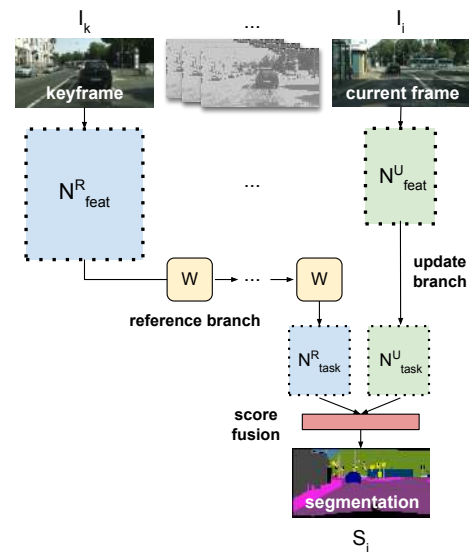 I_k ... I_i
keyframe
current frame
N^R_feat
...
N^U_feat
W ... W
update
branch
reference branch
N^R_task
N^U_task
score
fusion
segmentation
S_i